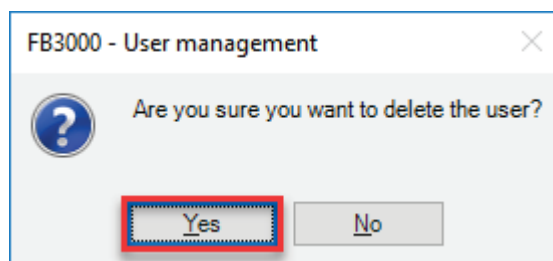 FB3000 - User management
Are you sure you want to delete the user?
Yes
No